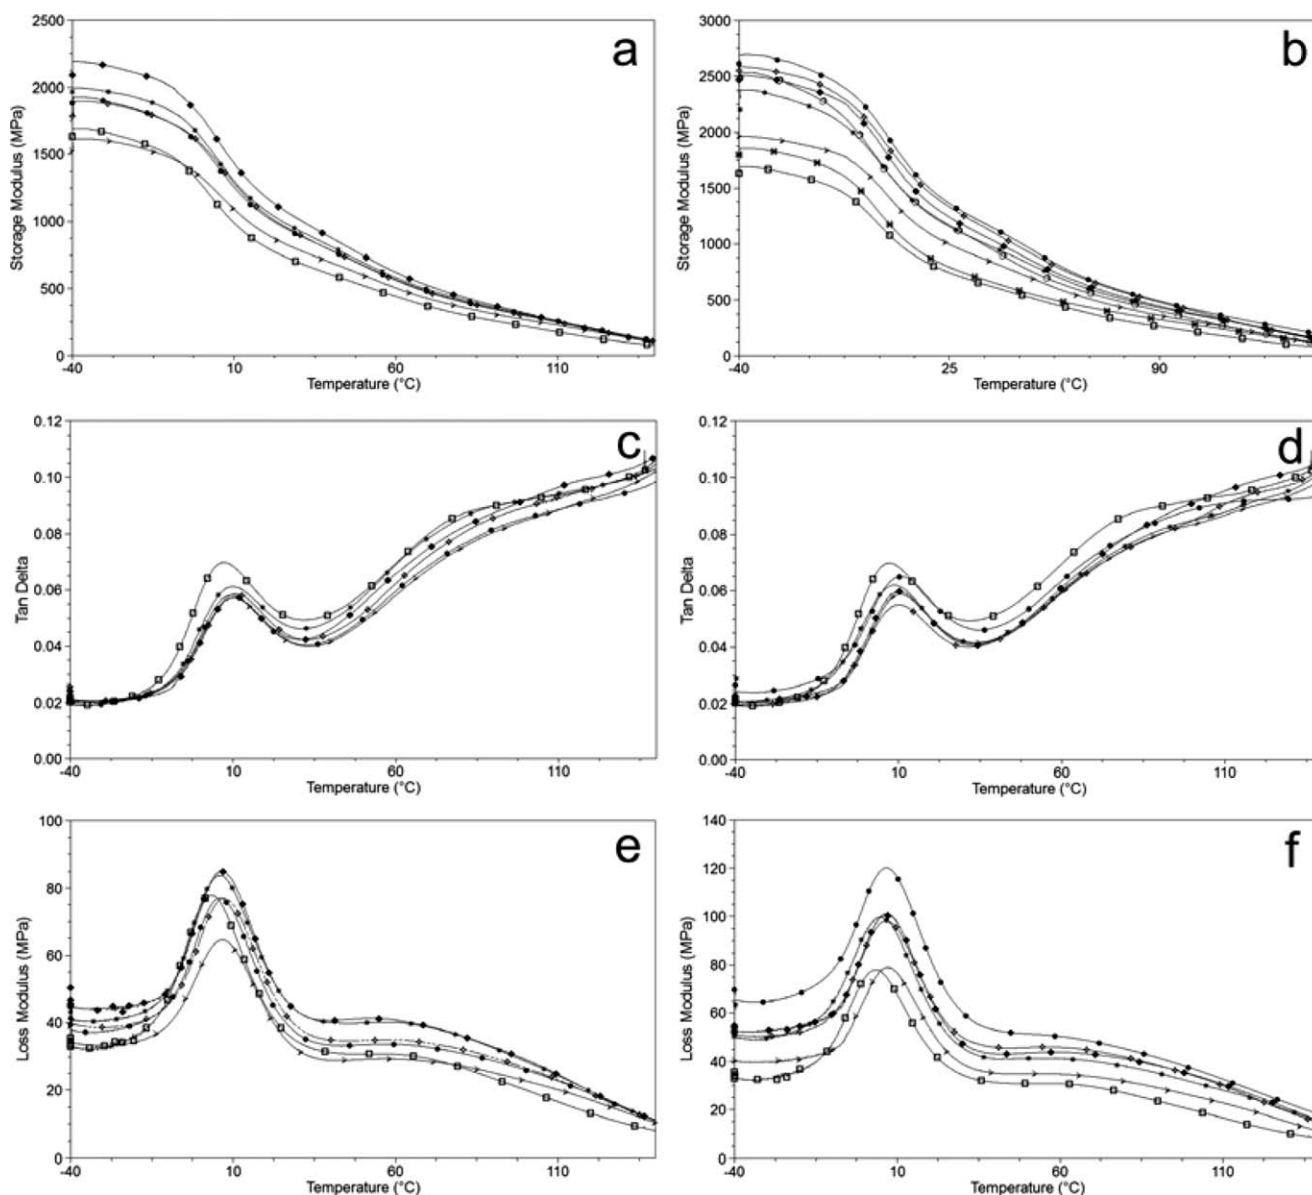 a
2500
2000
1500
1000
500
0
Storage Modulus (MPa)
-40 10 60 110
Temperature (°C)
b
3000
2500
2000
1500
1000
500
0
Storage Modulus (MPa)
-40 25 90
Temperature (°C)
c
0.12
0.10
0.08
0.06
0.04
0.02
0.00
Tan Delta
-40 10 60 110
Temperature (°C)
d
0.12
0.10
0.08
0.06
0.04
0.02
0.00
Tan Delta
-40 10 60 110
Temperature (°C)
e
100
80
60
40
20
0
Loss Modulus (MPa)
-40 10 60 110
Temperature (°C)
f
140
120
100
80
60
40
20
0
Loss Modulus (MPa)
-40 10 60 110
Temperature (°C)